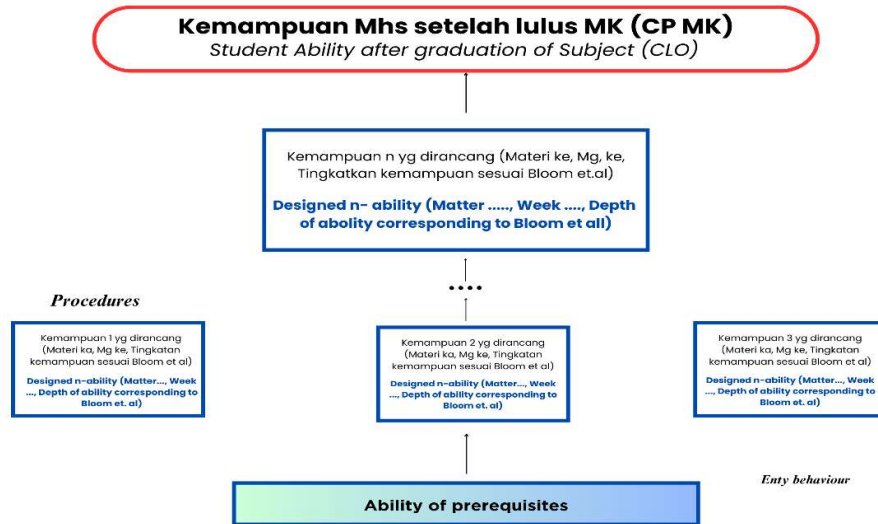 Kemampuan Mhs setelah lulus MK (CP MK)
Student Ability after graduation of Subject (CLO)
Kemampuan n yg dirancang (Materi ke, Mg, ke,
Tingkatkan kemampuan sesuai Bloom et.al)
Designed n- ability (Matter ....., Week ...., Depth
of abolity corresponding to Bloom et all)
....
Procedures
Kemampuan 1 yg dirancang
(Materi ka, Mg ke, Tingkatan
kemampuan sesuai Bloom et al)
Designed n-ability (Matter..., Week
..., Depth of ability corresponding to
Bloom et. al)
Kemampuan 2 yg dirancang
(Materi ka, Mg ke, Tingkatan
kemampuan sesuai Bloom et al)
Designed n-ability (Matter..., Week
..., Depth of ability corresponding to
Bloom et. al)
Kemampuan 3 yg dirancang
(Materi ka, Mg ke, Tingkatan
kemampuan sesuai Bloom et al)
Designed n-ability (Matter..., Week
..., Depth of ability corresponding to
Bloom et. al)
Enty behaviour
Ability of prerequisites